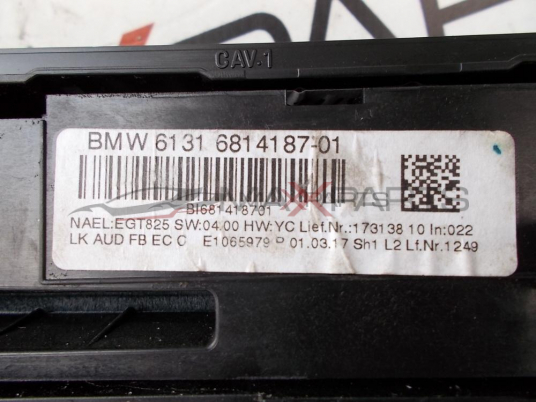 CAV-1
BMW 6131 6814187-01
BI681418701
NAEL:EGT825 SW:04.00 HW:YC Lief.Nr.:173138 10 In:022
LK AUD FB EC C E1065979 P 01.03.17 Sh1 L2 Lf.Nr.1249